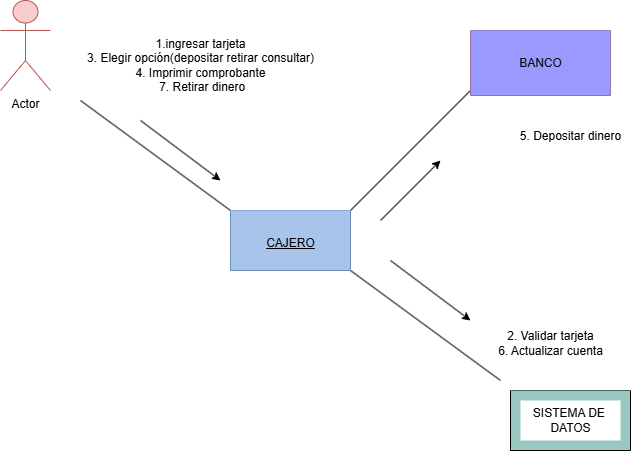 1.ingresar tarjeta
3. Elegir opción(depositar retirar consultar)
4. Imprimir comprobante
7. Retirar dinero
Actor
BANCO
5. Depositar dinero
CAJERO
2. Validar tarjeta
6. Actualizar cuenta
SISTEMA DE
DATOS